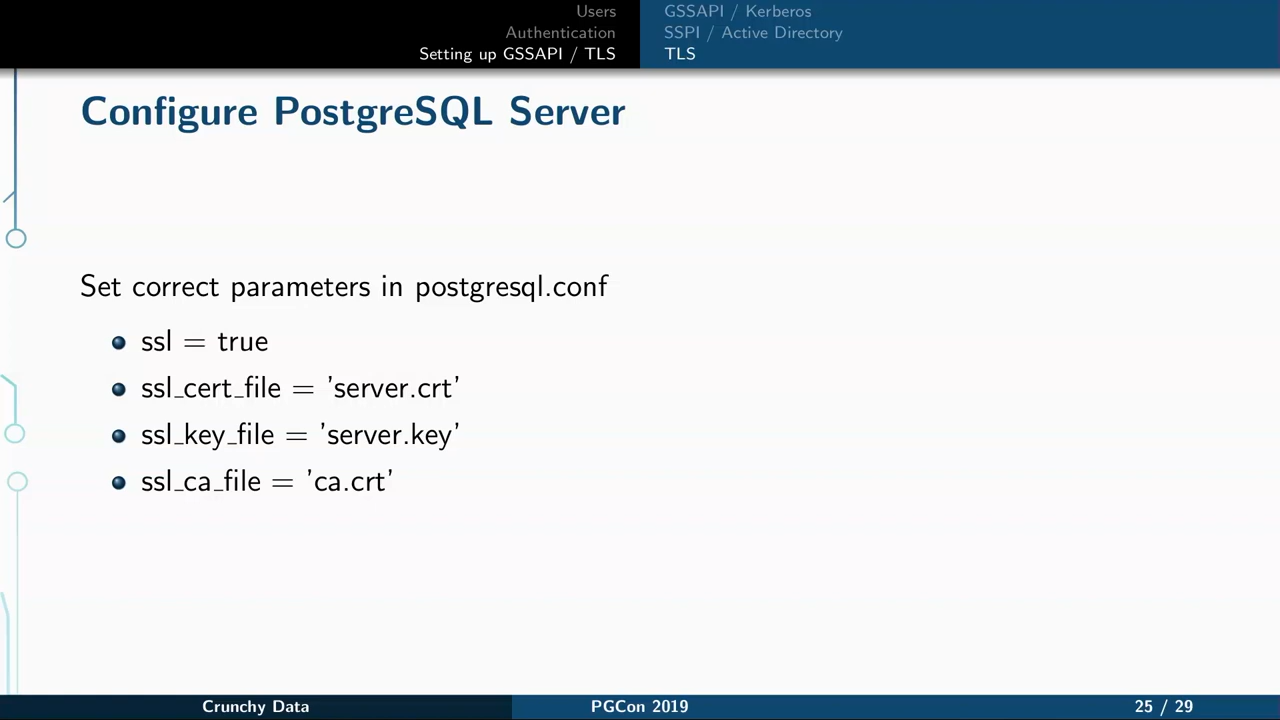 Users
Authentication
Setting up GSSAPI / TLS
GSSAPI / Kerberos
SSPI / Active Directory
TLS
Configure PostgreSQL Server
Set correct parameters in postgresql.conf
ssl = true
ssl_cert_file = ’server.crt’
ssl_key_file = ’server.key’
ssl_ca_file = ’ca.crt’
Crunchy Data
PGCon 2019
25 / 29